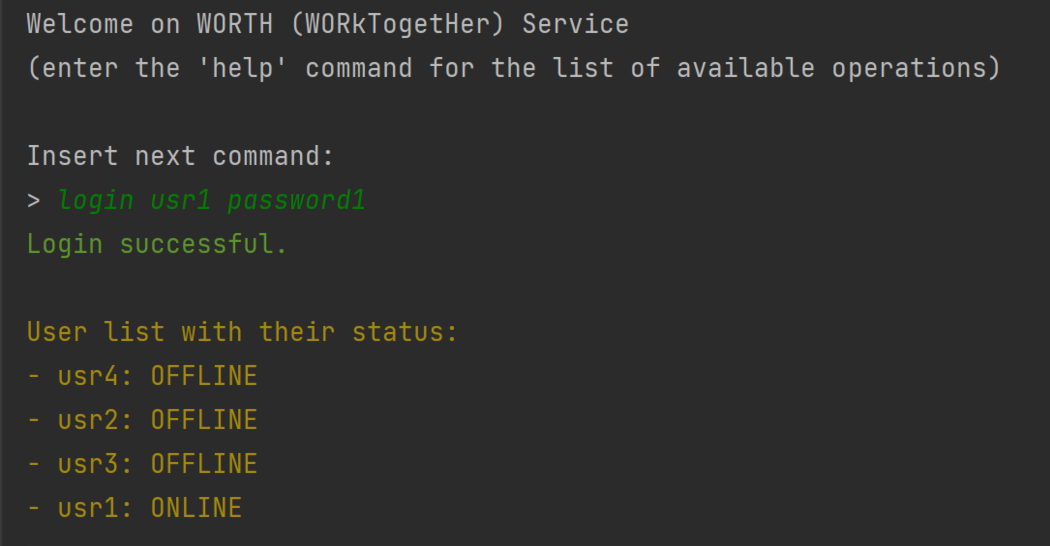 Welcome on WORTH (WORkTogetHer) Service
(enter the 'help' command for the list of available operations)
Insert next command:
> login usr1 password1
Login successful.
User list with their status:
- usr4: OFFLINE
- usr2: OFFLINE
- usr3: OFFLINE
- usr1: ONLINE